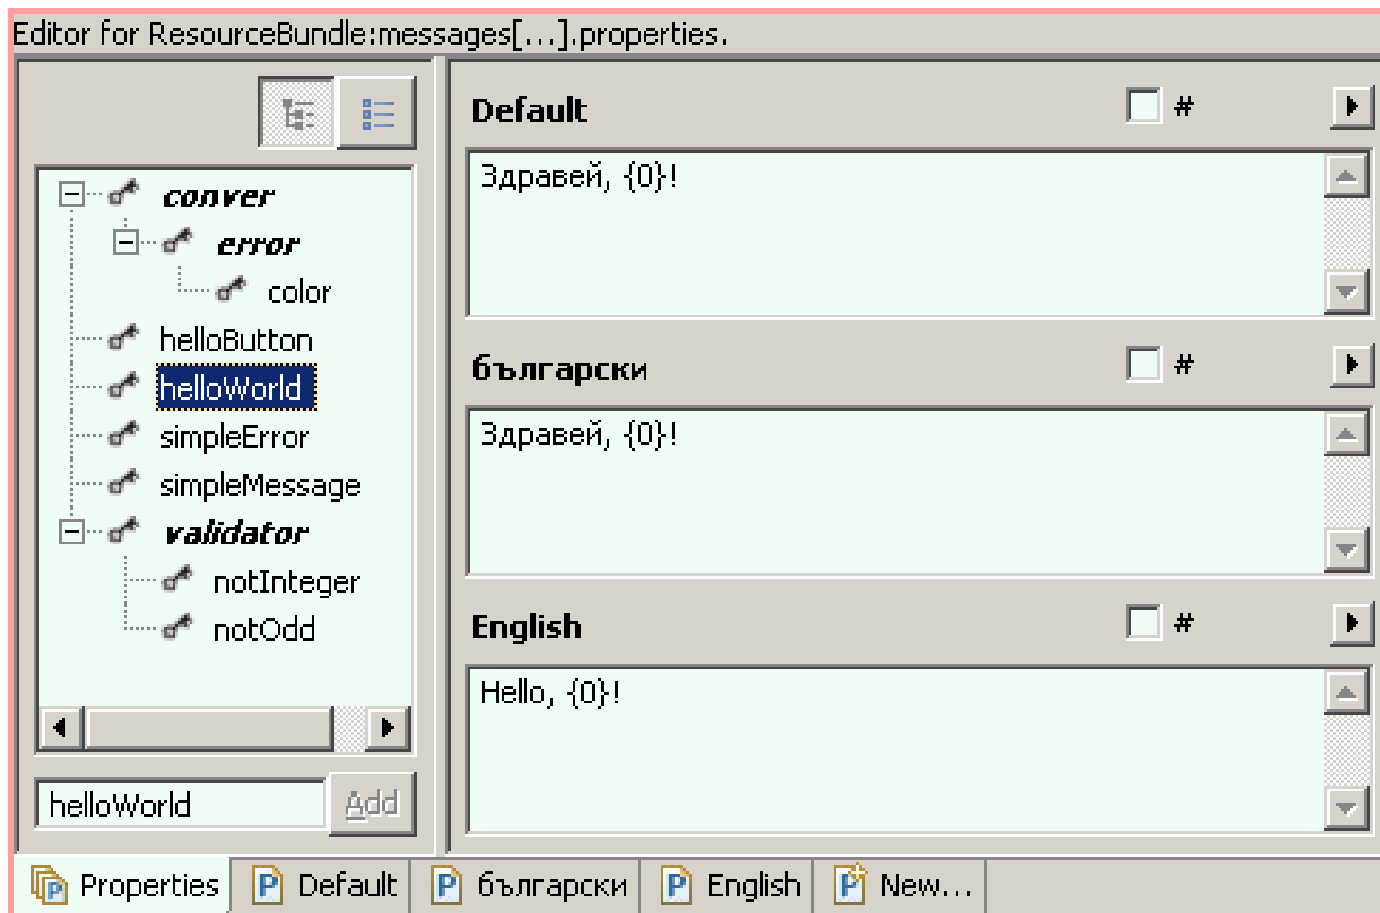 Editor for ResourceBundle:messages[...].properties.
conver
error
color
helloButton
helloWorld
simpleError
simpleMessage
validator
notInteger
notOdd
helloWorld
Add
Default #
Здравей, {0}!
български #
Здравей, {0}!
English #
Hello, {0}!
Properties Default български English New...